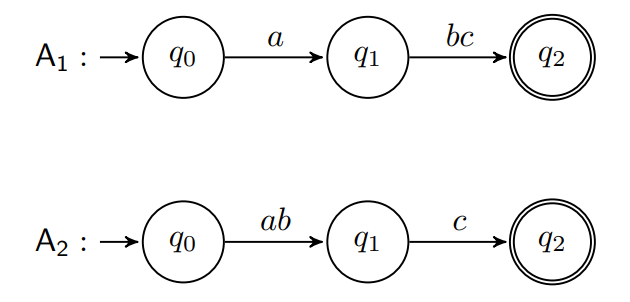 A₁ : q₀ a q₁ bc q₂
A₂ : q₀ ab q₁ c q₂